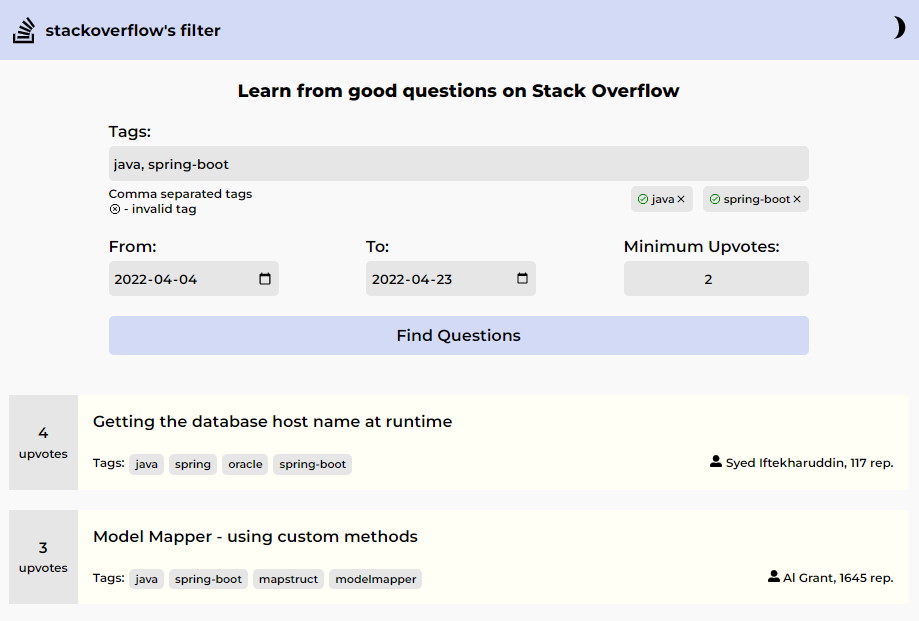 stackoverflow's filter
Learn from good questions on Stack Overflow
Tags:
java, spring-boot
Comma separated tags
- invalid tag
java
spring-boot
From:
To:
Minimum Upvotes:
2022-04-04
2022-04-23
2
Find Questions
4
upvotes
Getting the database host name at runtime
Tags: java spring oracle spring-boot
Syed Iftekharuddin, 117 rep.
3
upvotes
Model Mapper - using custom methods
Tags: java spring-boot mapstruct modelmapper
Al Grant, 1645 rep.